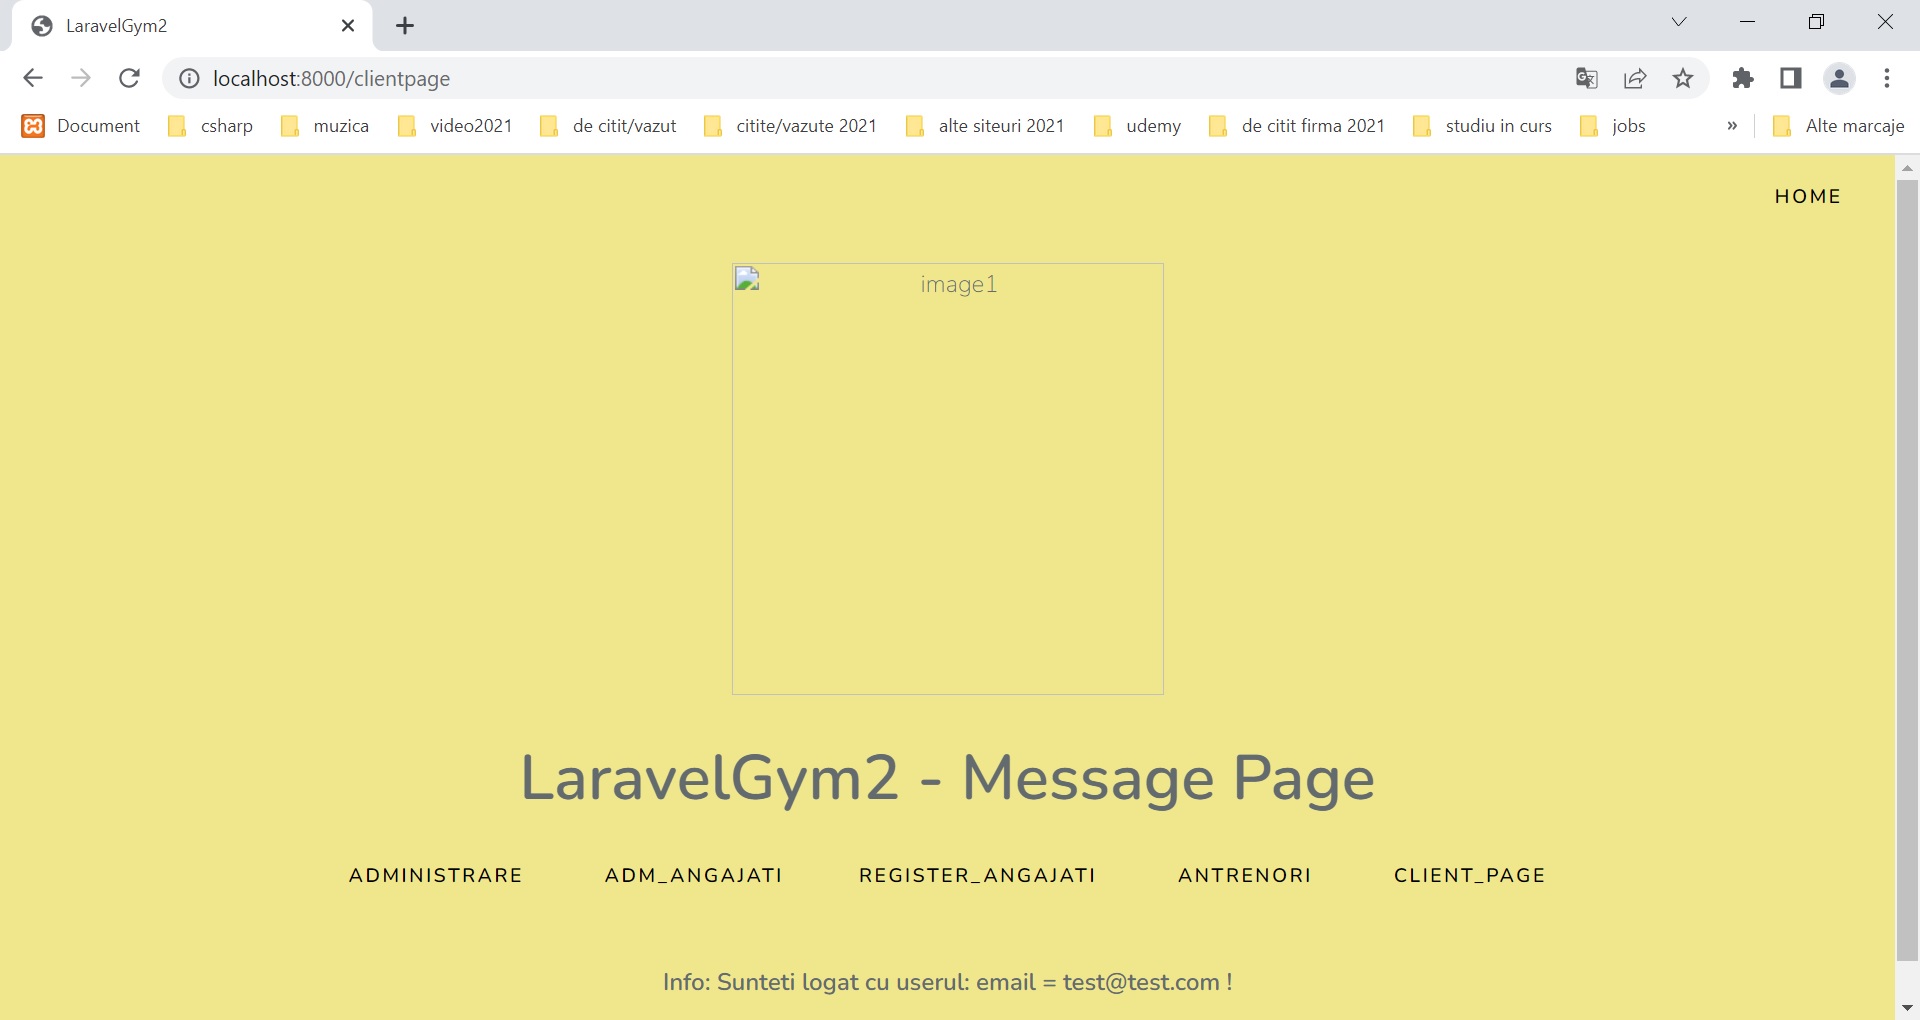 LaravelGym2
localhost:8000/clientpage
Document csharp muzica video2021 de citit/vazut citite/vazute 2021 alte siteuri 2021 udemy de citit firma 2021 studiu in curs jobs » Alte marcaje
HOME
image1
LaravelGym2 - Message Page
ADMINISTRARE ADM_ANGAJATI REGISTER_ANGAJATI ANTRENORI CLIENT_PAGE
Info: Sunteti logat cu userul: email = test@test.com !